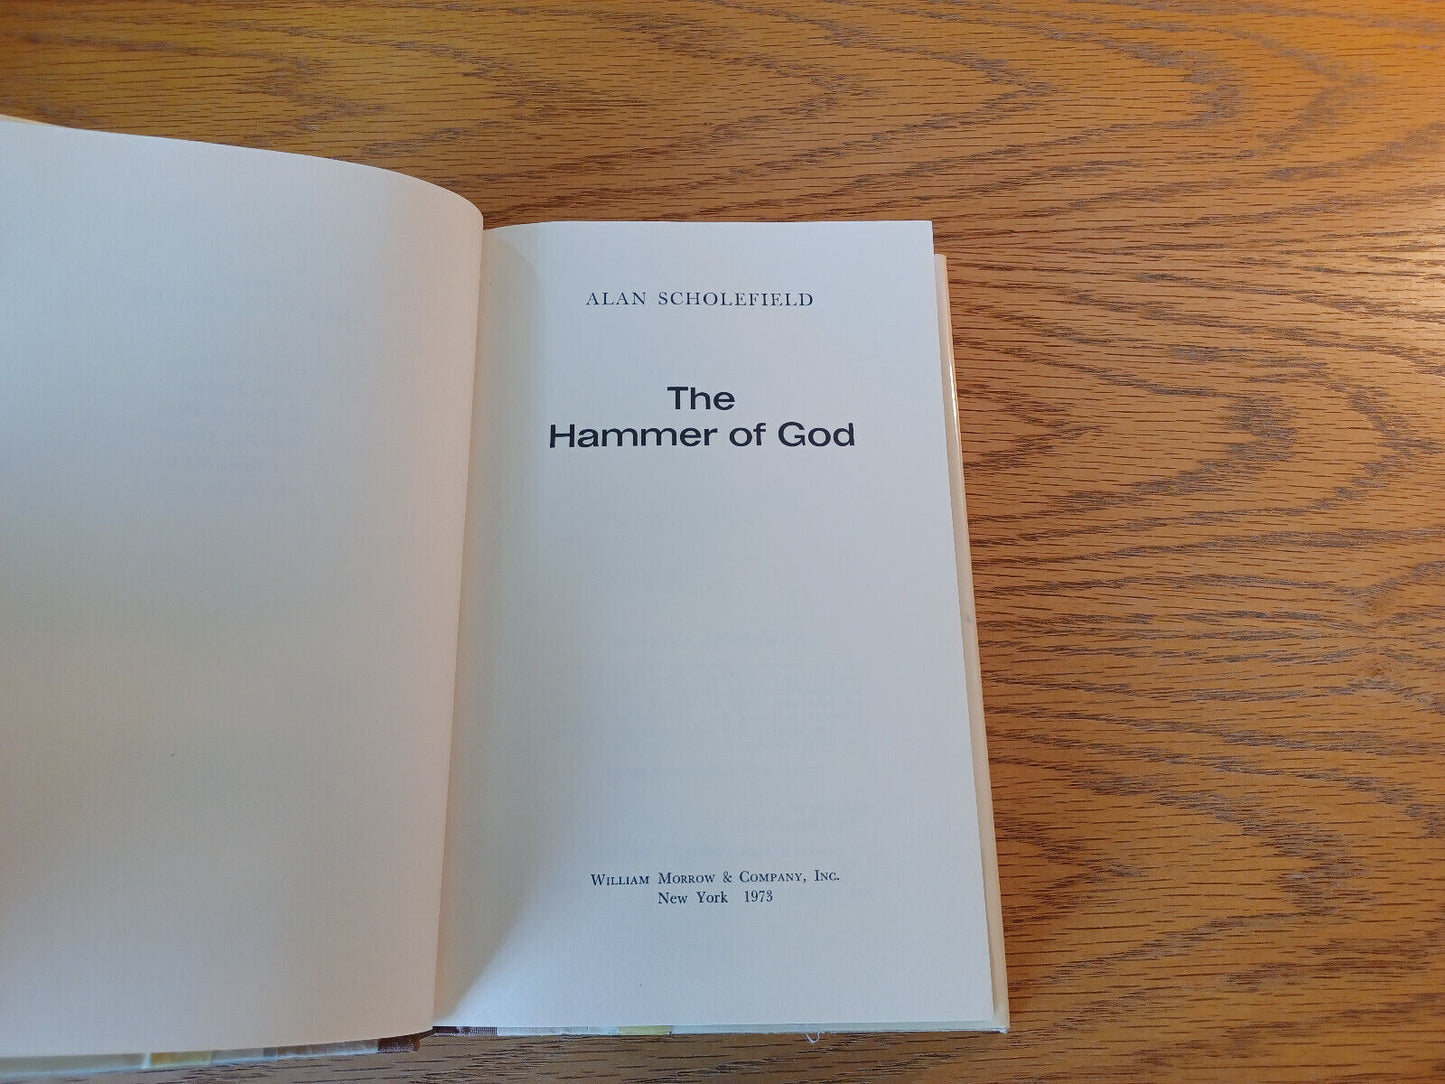 ALAN SCHOLEFIELD
The
Hammer of God
William Morrow & Company, Inc.
New York 1973